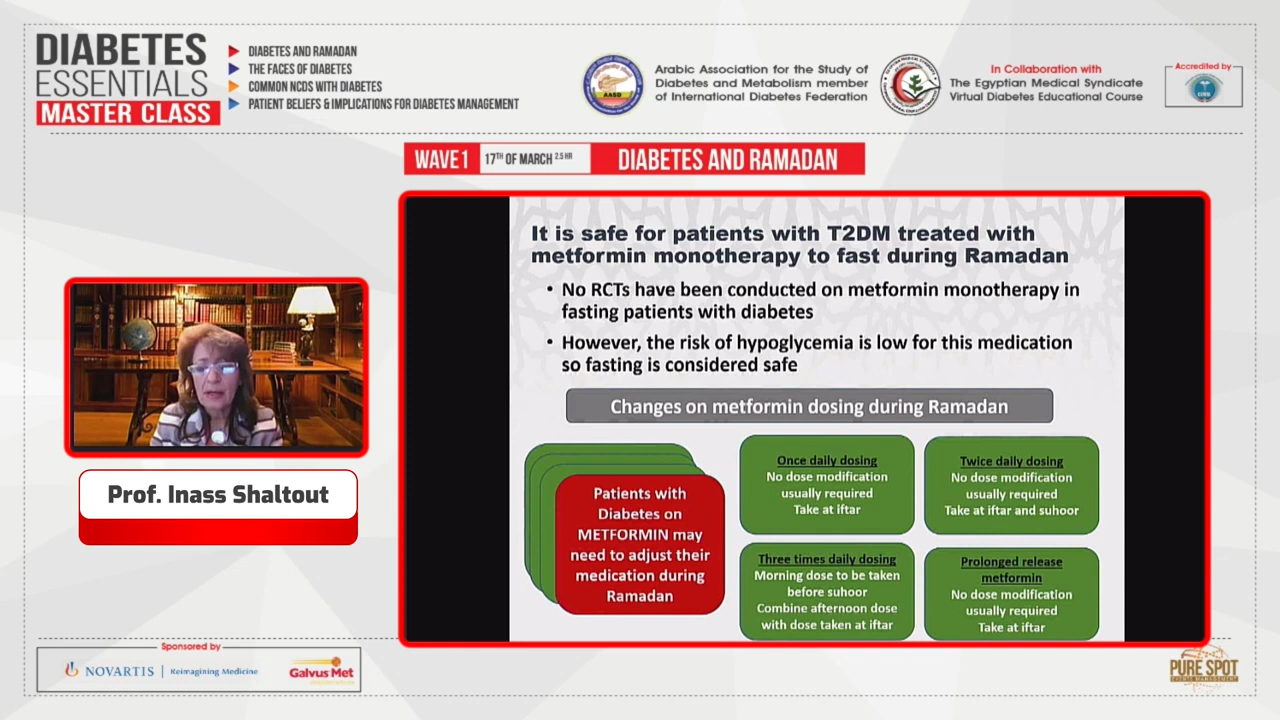 DIABETES
ESSENTIALS
MASTER CLASS
DIABETES AND RAMADAN
THE FACES OF DIABETES
COMMON NCDS WITH DIABETES
PATIENT BELIEFS & IMPLICATIONS FOR DIABETES MANAGEMENT
AASD
Arabic Association for the Study of
Diabetes and Metabolism member
of International Diabetes Federation
In Collaboration with
The Egyptian Medical Syndicate
Virtual Diabetes Educational Course
Accredited by
WAVE1
17TH OF MARCH 2.5 HR
DIABETES AND RAMADAN
It is safe for patients with T2DM treated with
metformin monotherapy to fast during Ramadan
• No RCTs have been conducted on metformin monotherapy in
fasting patients with diabetes
• However, the risk of hypoglycemia is low for this medication
so fasting is considered safe
Changes on metformin dosing during Ramadan
Patients with
Diabetes on
METFORMIN may
need to adjust their
medication during
Ramadan
Once daily dosing
No dose modification
usually required
Take at iftar
Twice daily dosing
No dose modification
usually required
Take at iftar and suhoor
Three times daily dosing
Morning dose to be taken
before suhoor
Combine afternoon dose
with dose taken at iftar
Prolonged release
metformin
No dose modification
usually required
Take at iftar
Prof. Inass Shaltout
Sponsored by
NOVARTIS | Reimagining Medicine
Galvus Met
PURE SPOT
EVENTS MANAGEMENT